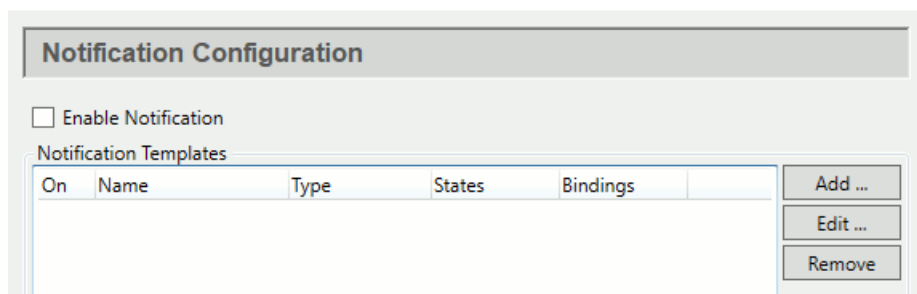 Notification Configuration
Enable Notification
Notification Templates
On Name Type States Bindings
Add ...
Edit ...
Remove